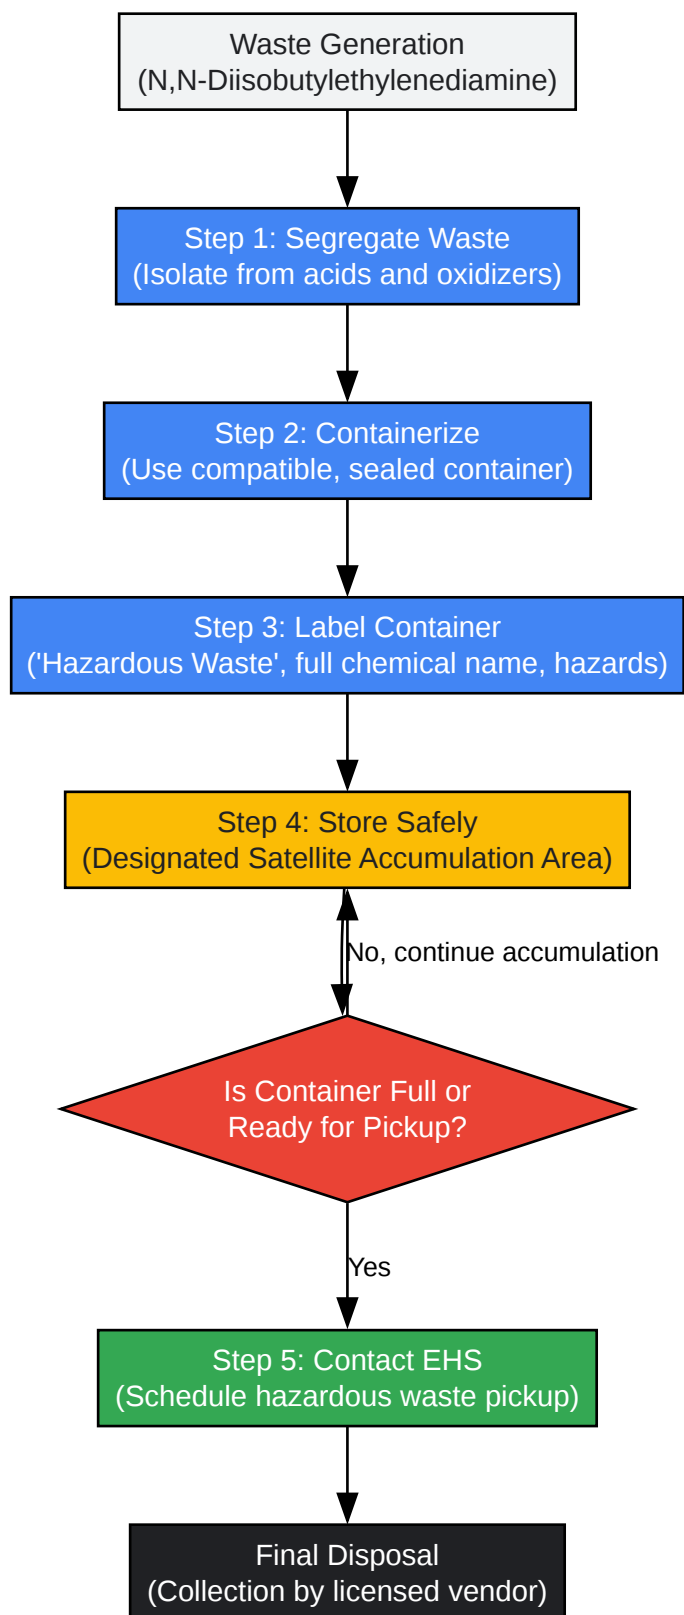 Waste Generation
(N,N-Diisobutylethylenediamine)
Step 1: Segregate Waste
(Isolate from acids and oxidizers)
Step 2: Containerize
(Use compatible, sealed container)
Step 3: Label Container
('Hazardous Waste', full chemical name, hazards)
Step 4: Store Safely
(Designated Satellite Accumulation Area)
No, continue accumulation
Is Container Full or
Ready for Pickup?
Yes
Step 5: Contact EHS
(Schedule hazardous waste pickup)
Final Disposal
(Collection by licensed vendor)